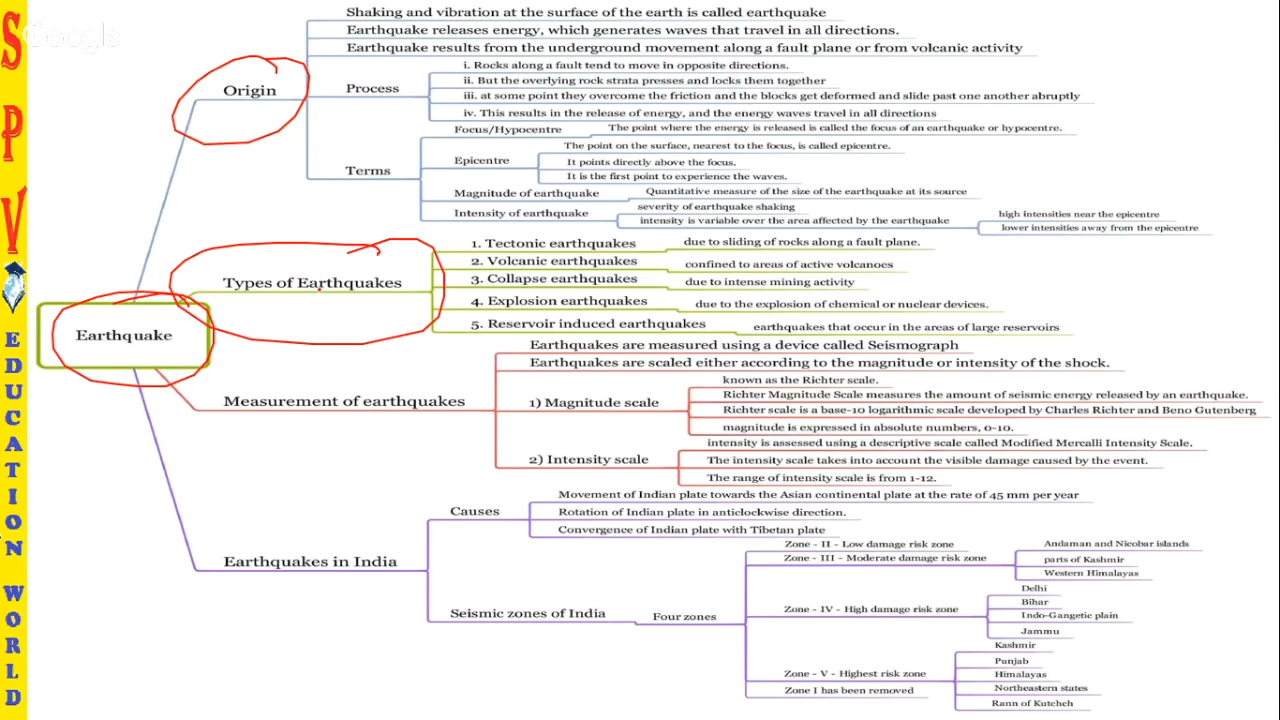 Google
S
P
V
EDUCATION WORLD
Earthquake
Origin
Shaking and vibration at the surface of the earth is called earthquake
Earthquake releases energy, which generates waves that travel in all directions.
Earthquake results from the underground movement along a fault plane or from volcanic activity
Process
i. Rocks along a fault tend to move in opposite directions.
ii. But the overlying rock strata presses and locks them together
iii. at some point they overcome the friction and the blocks get deformed and slide past one another abruptly
iv. This results in the release of energy, and the energy waves travel in all directions
Terms
Focus/Hypocentre
The point where the energy is released is called the focus of an earthquake or hypocentre.
Epicentre
The point on the surface, nearest to the focus, is called epicentre.
It points directly above the focus.
It is the first point to experience the waves.
Magnitude of earthquake
Quantitative measure of the size of the earthquake at its source
Intensity of earthquake
severity of earthquake shaking
intensity is variable over the area affected by the earthquake
high intensities near the epicentre
lower intensities away from the epicentre
Types of Earthquakes
1. Tectonic earthquakes
due to sliding of rocks along a fault plane.
2. Volcanic earthquakes
confined to areas of active volcanoes
3. Collapse earthquakes
due to intense mining activity
4. Explosion earthquakes
due to the explosion of chemical or nuclear devices.
5. Reservoir induced earthquakes
earthquakes that occur in the areas of large reservoirs
Measurement of earthquakes
Earthquakes are measured using a device called Seismograph
Earthquakes are scaled either according to the magnitude or intensity of the shock.
1) Magnitude scale
known as the Richter scale.
Richter Magnitude Scale measures the amount of seismic energy released by an earthquake.
Richter scale is a base-10 logarithmic scale developed by Charles Richter and Beno Gutenberg
magnitude is expressed in absolute numbers, 0-10.
2) Intensity scale
intensity is assessed using a descriptive scale called Modified Mercalli Intensity Scale.
The intensity scale takes into account the visible damage caused by the event.
The range of intensity scale is from 1-12.
Earthquakes in India
Causes
Movement of Indian plate towards the Asian continental plate at the rate of 45 mm per year
Rotation of Indian plate in anticlockwise direction.
Convergence of Indian plate with Tibetan plate
Seismic zones of India
Four zones
Zone - II - Low damage risk zone
Zone - III - Moderate damage risk zone
Andaman and Nicobar islands
parts of Kashmir
Western Himalayas
Zone - IV - High damage risk zone
Delhi
Bihar
Indo-Gangetic plain
Jammu
Zone - V - Highest risk zone
Kashmir
Punjab
Himalayas
Northeastern states
Rann of Kutchch
Zone I has been removed